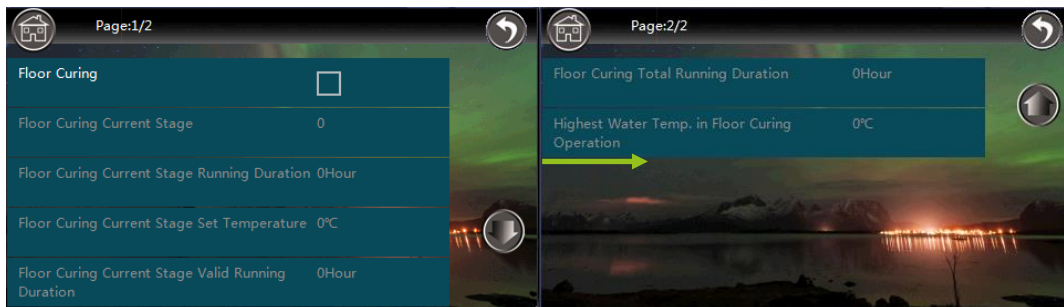 Page:1/2
Floor Curing
Floor Curing Current Stage 0
Floor Curing Current Stage Running Duration 0Hour
Floor Curing Current Stage Set Temperature 0℃
Floor Curing Current Stage Valid Running 0Hour
Duration
Page:2/2
Floor Curing Total Running Duration 0Hour
Highest Water Temp. in Floor Curing 0℃
Operation